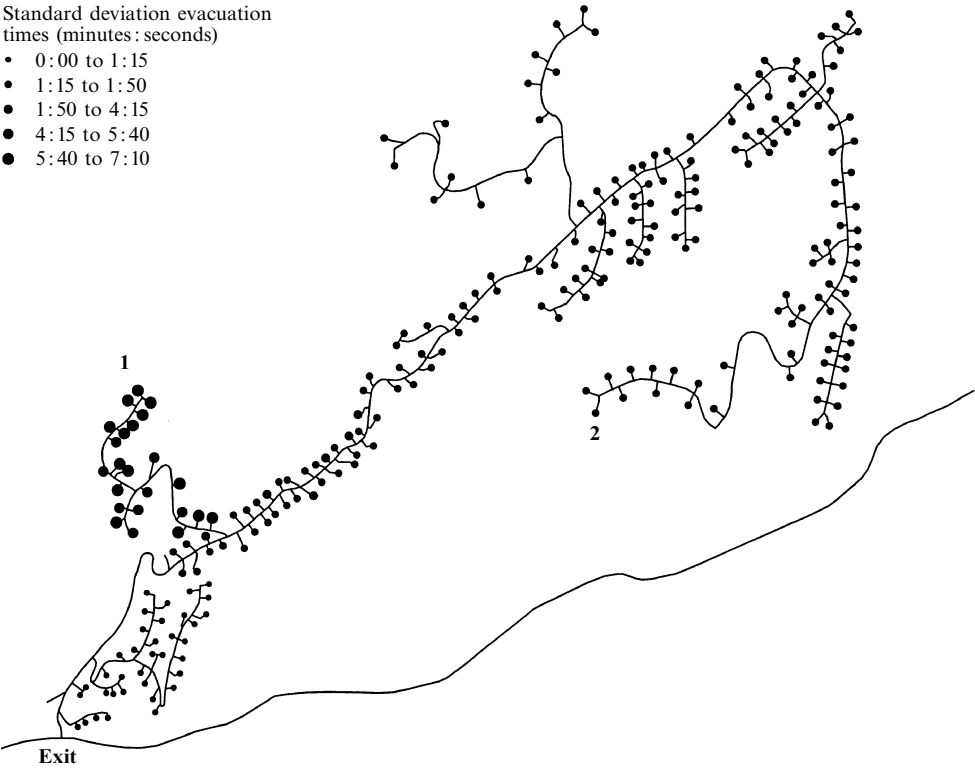 Standard deviation evacuation
times (minutes:seconds)
0:00 to 1:15
1:15 to 1:50
1:50 to 4:15
4:15 to 5:40
5:40 to 7:10
1
2
Exit